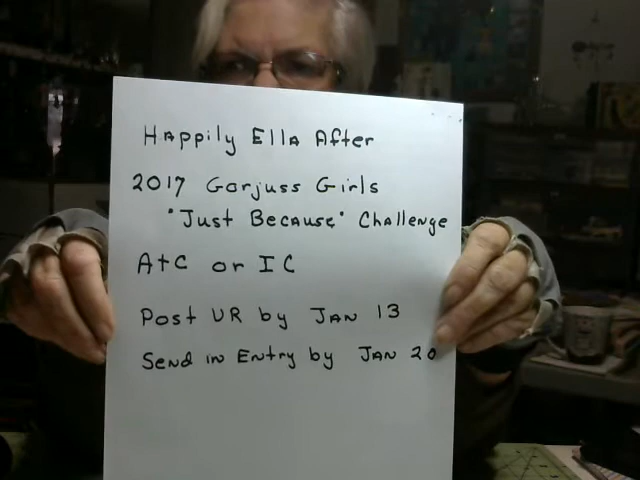 Happily Ella After
2017 Gorjuss Girls
"Just Because" Challenge
AtC or IC
Post UR by JAN 13
Send in Entry by JAN 20